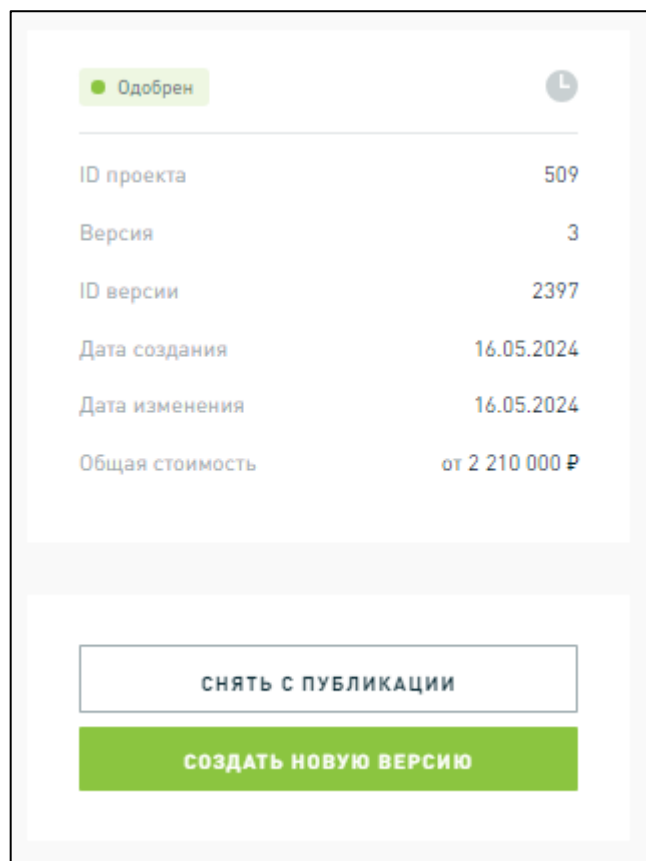 Одобрен
ID проекта 509
Версия 3
ID версии 2397
Дата создания 16.05.2024
Дата изменения 16.05.2024
Общая стоимость от 2 210 000 ₽
СНЯТЬ С ПУБЛИКАЦИИ
СОЗДАТЬ НОВУЮ ВЕРСИЮ